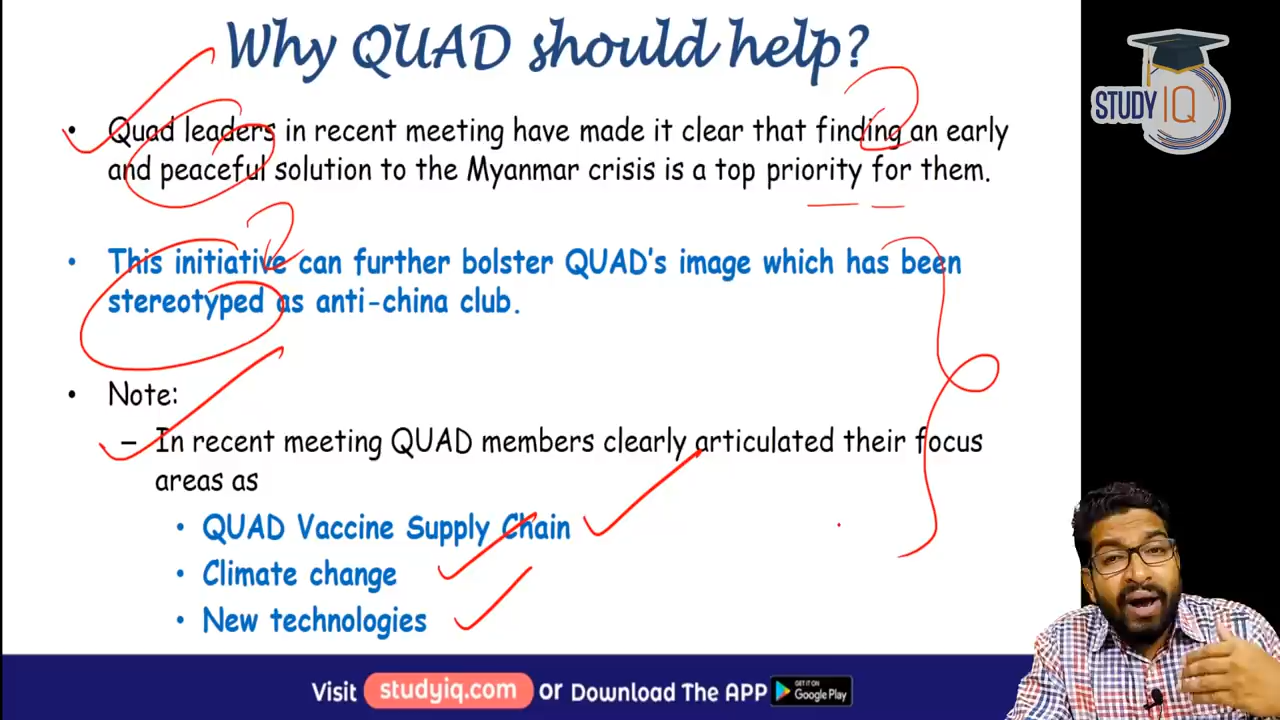 Why QUAD should help?
STUDY IQ
• Quad leaders in recent meeting have made it clear that finding an early
and peaceful solution to the Myanmar crisis is a top priority for them.
• This initiative can further bolster QUAD's image which has been
stereotyped as anti-china club.
• Note:
– In recent meeting QUAD members clearly articulated their focus
areas as
• QUAD Vaccine Supply Chain
• Climate change
• New technologies
Visit studyiq.com or Download The APP GET IT ON Google Play